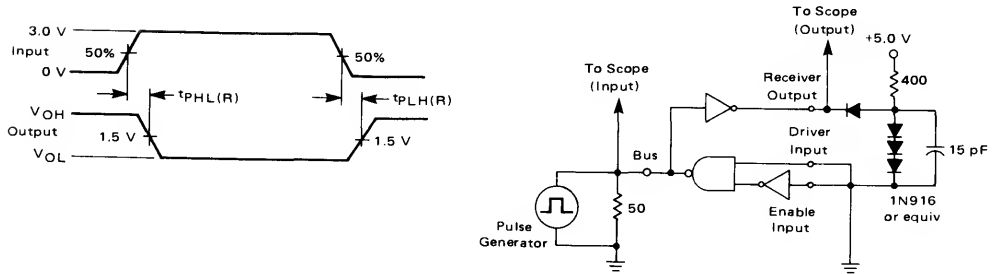 3.0 V
Input
50%
50%
0 V
tPHL(R)
tPLH(R)
VOH
Output
1.5 V
1.5 V
VOL
To Scope
(Output)
+5.0 V
To Scope
(Input)
Receiver
Output
400
Driver
Input
15 pF
Bus
50
1N916
or equiv
Enable
Input
Pulse
Generator